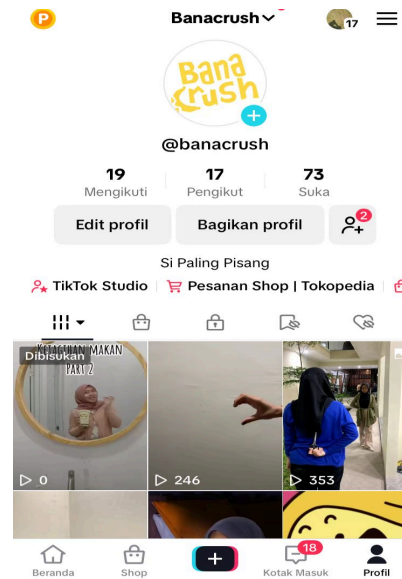 P
Banacrush
17
Bana
Crush
@banacrush
19
17
73
Mengikuti
Pengikut
Suka
Edit profil
Bagikan profil
2
Si Paling Pisang
TikTok Studio
Pesanan Shop | Tokopedia
KETAGIHAN MAKAN
PART 2
Dibisukan
0
246
353
Beranda
Shop
18
Kotak Masuk
Profil